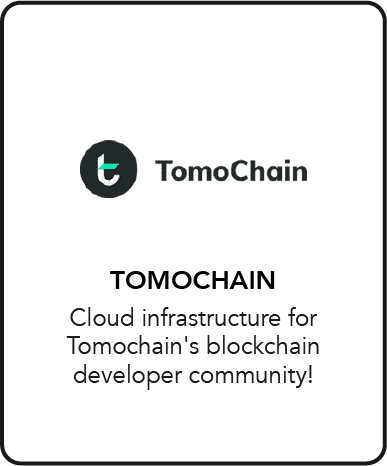 TomoChain
TOMOCHAIN
Cloud infrastructure for
Tomochain's blockchain
developer community!